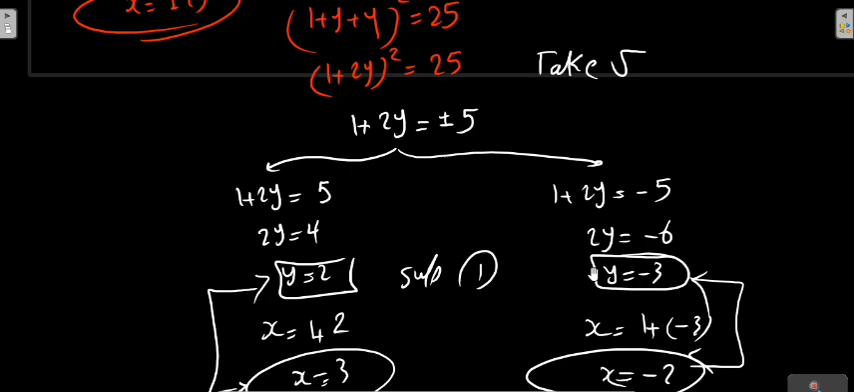 (1+y+y)² = 25
(1+2y)² = 25
Take √
1+2y = ±5
1+2y = 5 1+2y = -5
2y = 4 2y = -6
y = 2 sub ① y = -3
x = 1+2 x = 1+(-3)
x = 3 x = -2